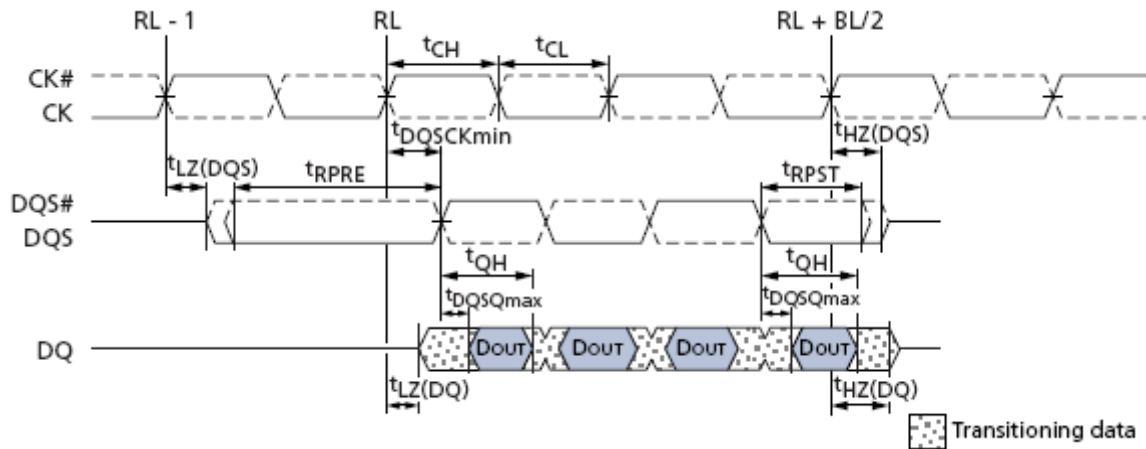 RL - 1
RL
RL + BL/2
tCH
tCL
CK#
CK
tDQSCKmin
tHZ(DQS)
tLZ(DQS)
tRPRE
tRPST
DQS#
DQS
tQH
tQH
tDQSQmax
tDQSQmax
DQ
DOUT
DOUT
DOUT
DOUT
tLZ(DQ)
tHZ(DQ)
Transitioning data